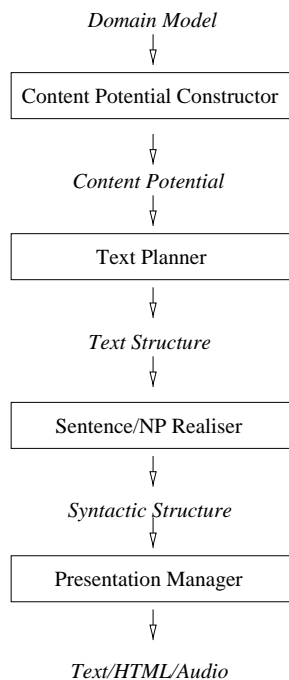 Domain Model
Content Potential Constructor
Content Potential
Text Planner
Text Structure
Sentence/NP Realiser
Syntactic Structure
Presentation Manager
Text/HTML/Audio